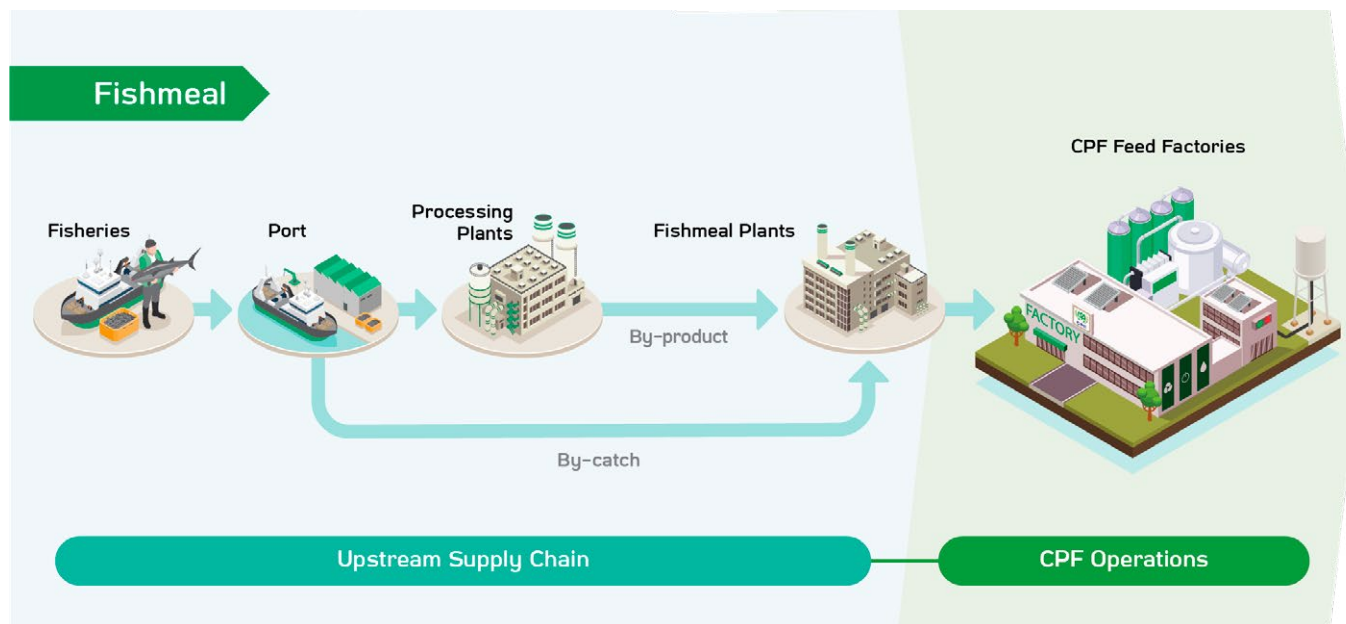 Fishmeal
CPF Feed Factories
Fisheries
Port
Processing
Plants
Fishmeal Plants
FACTORY
By-product
By-catch
Upstream Supply Chain
CPF Operations